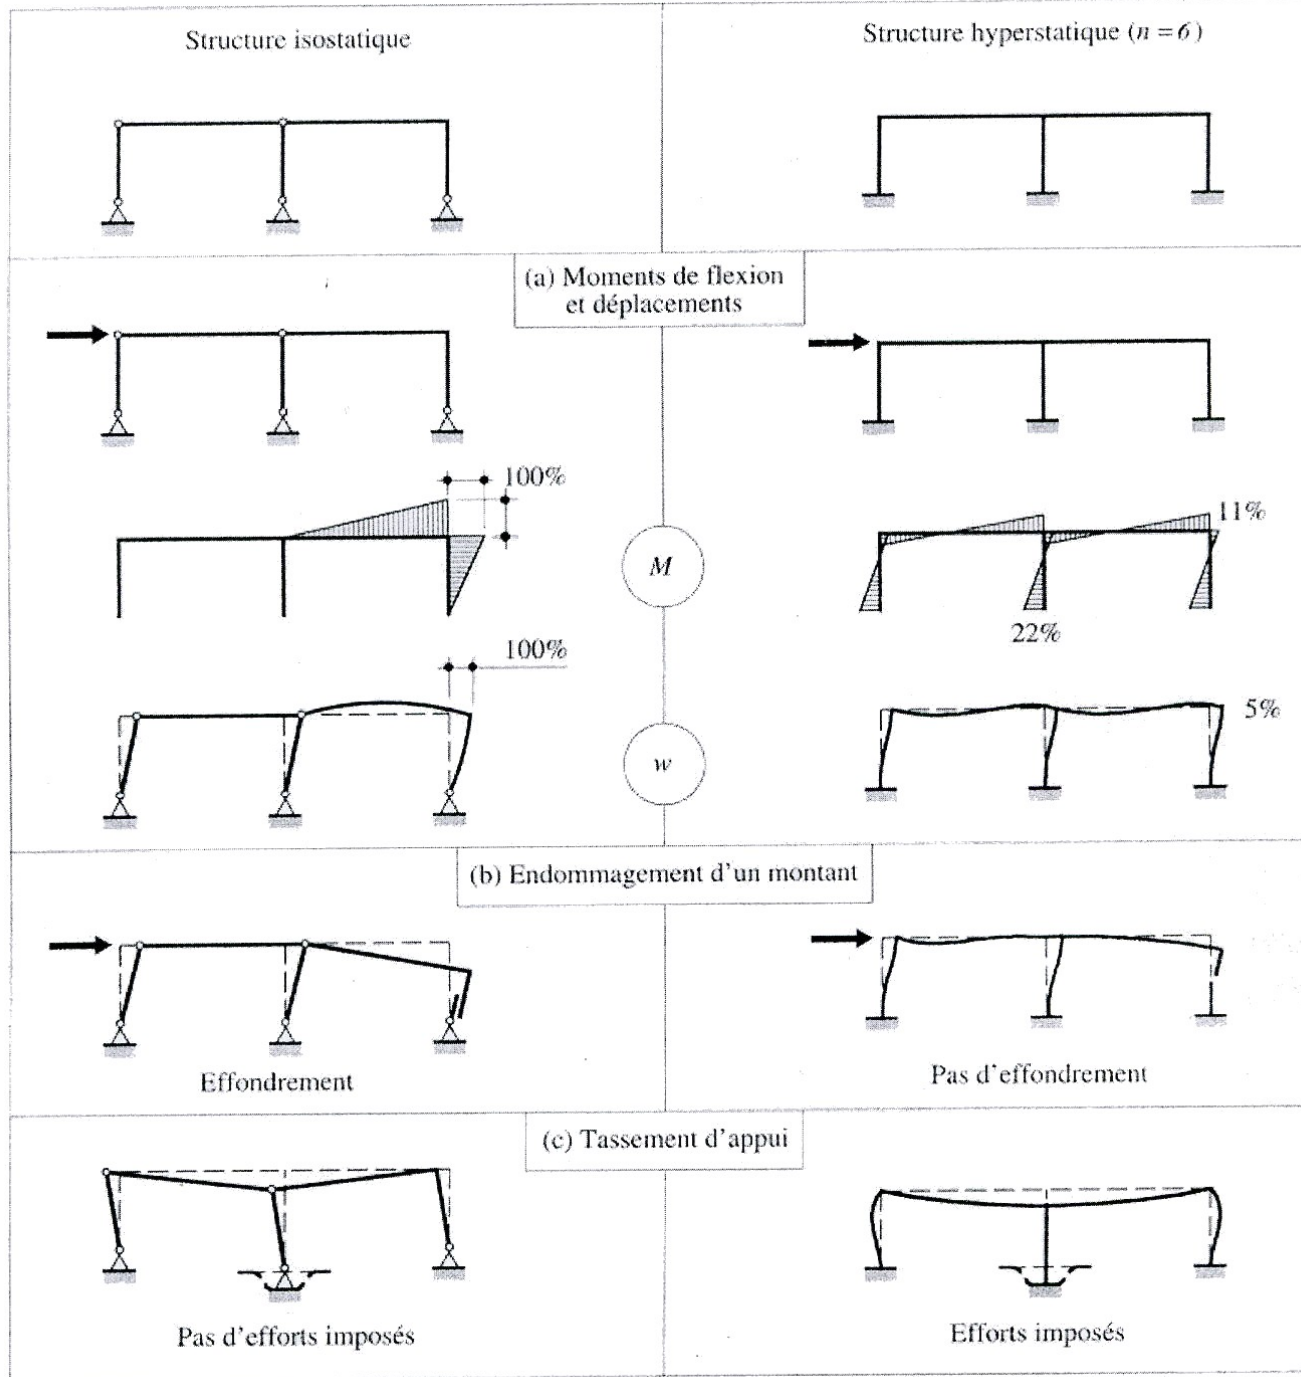 Structure isostatique
Structure hyperstatique (n = 6)
(a) Moments de flexion
et déplacements
100%
11%
M
22%
100%
5%
w
(b) Endommagement d'un montant
Effondrement
Pas d'effondrement
(c) Tassement d'appui
Pas d'efforts imposés
Efforts imposés